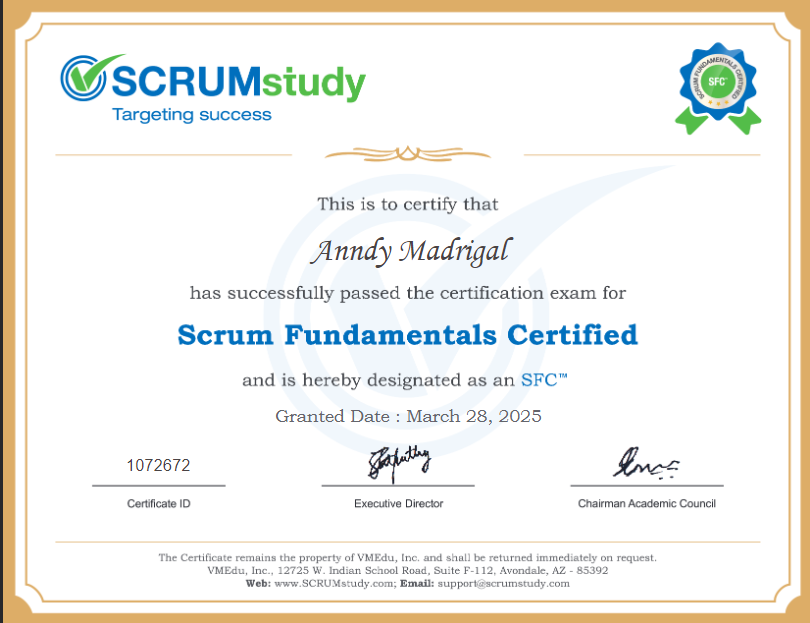 SCRUMstudy
Targeting success
SCRUM FUNDAMENTALS CERTIFIED
SFC
This is to certify that
Anndy Madrigal
has successfully passed the certification exam for
Scrum Fundamentals Certified
and is hereby designated as an SFC™
Granted Date : March 28, 2025
1072672
Certificate ID
Executive Director
Chairman Academic Council
The Certificate remains the property of VMEdu, Inc. and shall be returned immediately on request.
VMEdu, Inc., 12725 W. Indian School Road, Suite F-112, Avondale, AZ - 85392
Web: www.SCRUMstudy.com; Email: support@scrumstudy.com